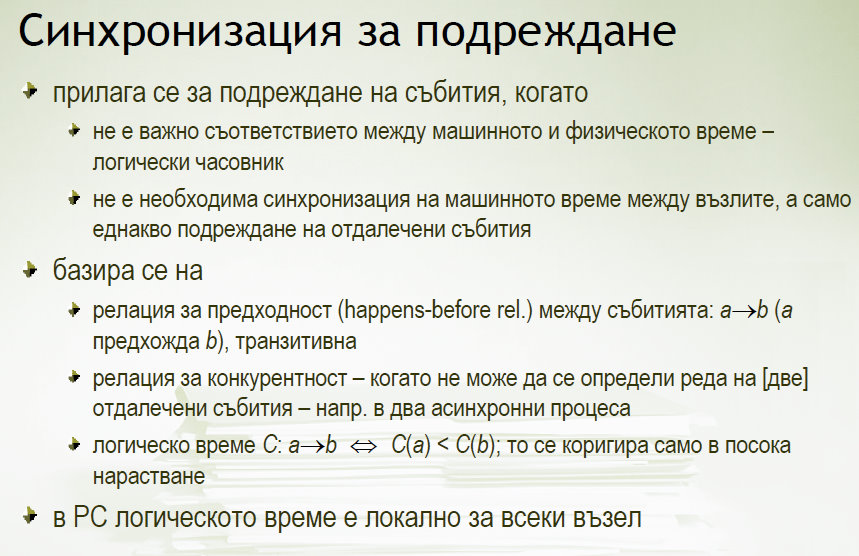 Синхронизация за подреждане
прилага се за подреждане на събития, когато
не е важно съответствието между машинното и физическото време –
логически часовник
не е необходима синхронизация на машинното време между възлите, а само
еднакво подреждане на отдалечени събития
базира се на
релация за предходност (happens-before rel.) между събитията: a→b (a
предхожда b), транзитивна
релация за конкурентност – когато не може да се определи реда на [две]
отдалечени събития – напр. в два асинхронни процеса
логическо време C: a→b ⇔ C(a) < C(b); то се коригира само в посока
нарастване
в РС логическото време е локално за всеки възел